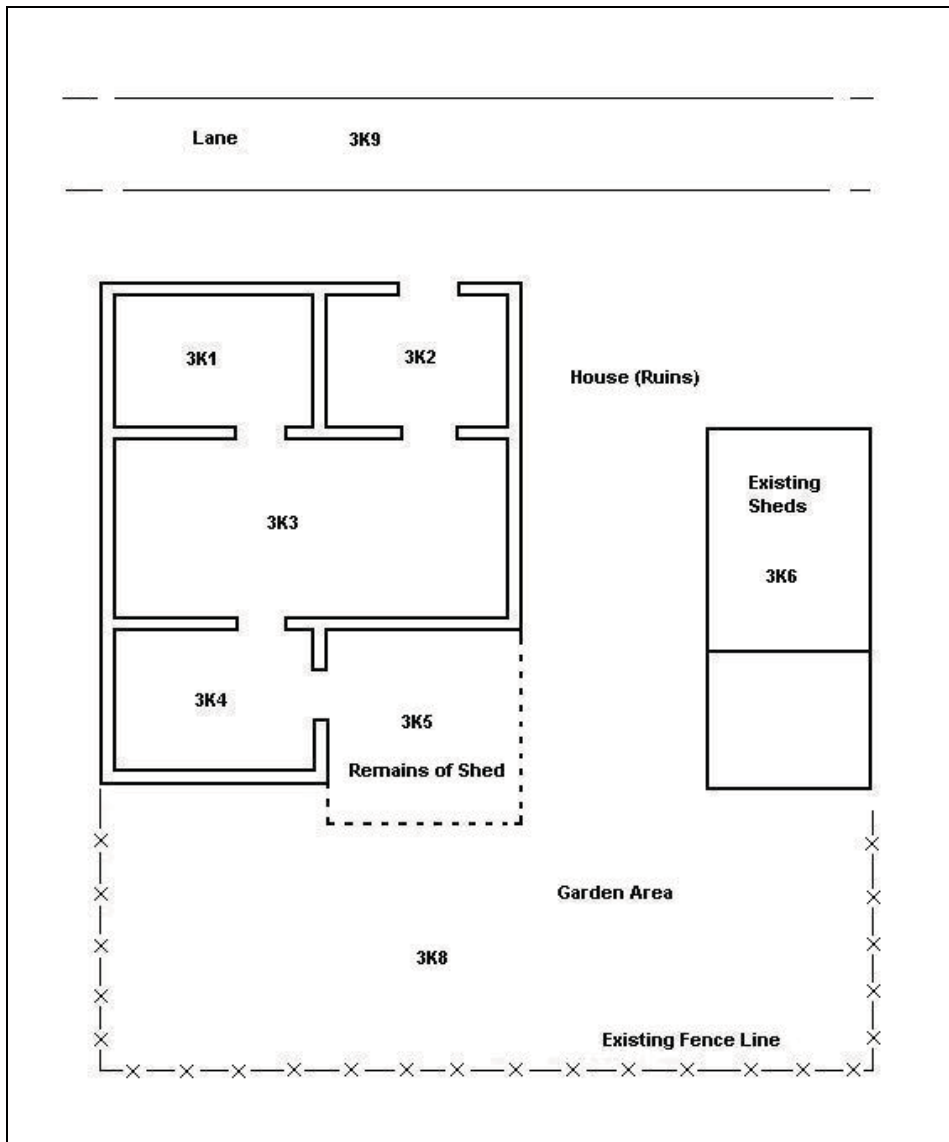 Lane 3K9
3K1
3K2
House (Ruins)
Existing
Sheds
3K3
3K6
3K4
3K5
Remains of Shed
Garden Area
3K8
Existing Fence Line